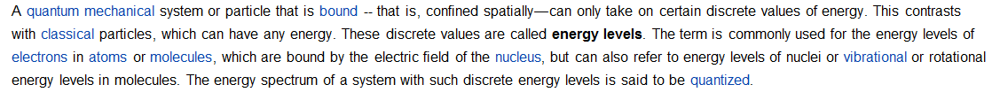 A quantum mechanical system or particle that is bound -- that is, confined spatially—can only take on certain discrete values of energy. This contrasts
with classical particles, which can have any energy. These discrete values are called energy levels. The term is commonly used for the energy levels of
electrons in atoms or molecules, which are bound by the electric field of the nucleus, but can also refer to energy levels of nuclei or vibrational or rotational
energy levels in molecules. The energy spectrum of a system with such discrete energy levels is said to be quantized.